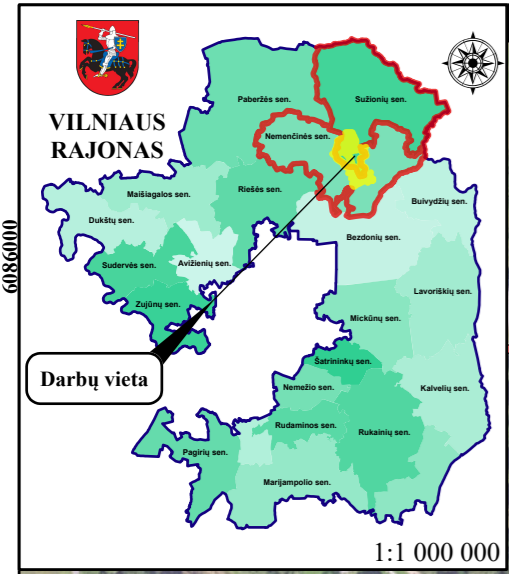 VILNIAUS
RAJONAS
Paberžės sen.
Sužionių sen.
Nemenčinės sen.
Maišiagalos sen.
Riešės sen.
Dukštų sen.
Buivydžių sen.
Bezdonių sen.
Sudervės sen.
Avižienių sen.
Lavoriškių sen.
Zujūnų sen.
Mickūnų sen.
6086000
Darbų vieta
Šatrininkų sen.
Nemežio sen.
Kalvelių sen.
Rudaminos sen.
Rukainių sen.
Pagirių sen.
Marijampolio sen.
1:1 000 000